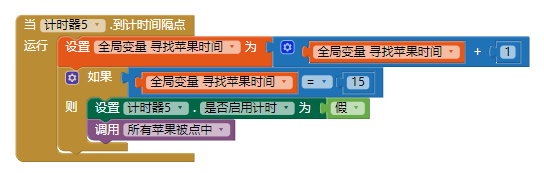 当 计时器5 .到计时间隔点
运行 设置 全局变量 寻找苹果时间 为 全局变量 寻找苹果时间 + 1
如果 全局变量 寻找苹果时间 = 15
则 设置 计时器5 . 是否启用计时 为 假
调用 所有苹果被点中